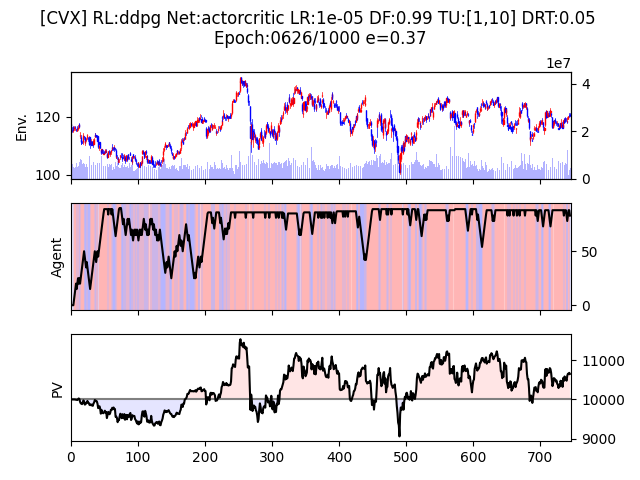 [CVX] RL:ddpg Net:actorcritic LR:1e-05 DF:0.99 TU:[1,10] DRT:0.05
Epoch:0626/1000 e=0.37
1e7
Env.
120
100
4
2
0
Agent
50
0
PV
11000
10000
9000
0 100 200 300 400 500 600 700